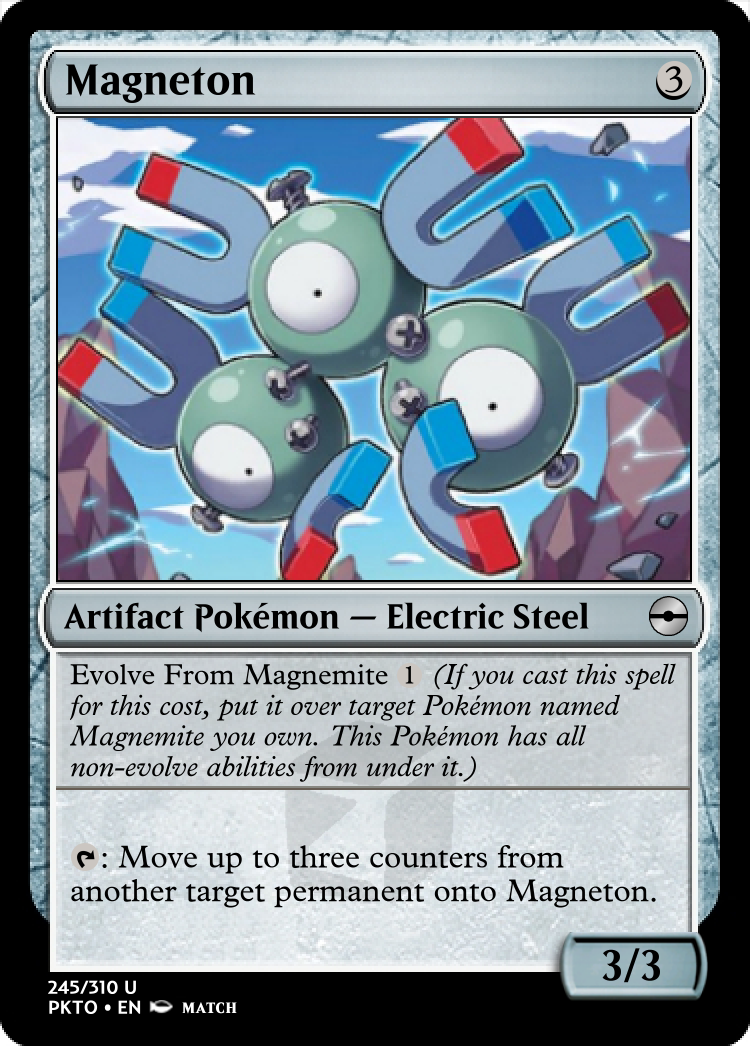 Magneton 3
Artifact Pokémon — Electric Steel
Evolve From Magnemite 1 (If you cast this spell
for this cost, put it over target Pokémon named
Magnemite you own. This Pokémon has all
non-evolve abilities from under it.)
: Move up to three counters from
another target permanent onto Magneton.
3/3
245/310 U
PKTO • EN MATCH